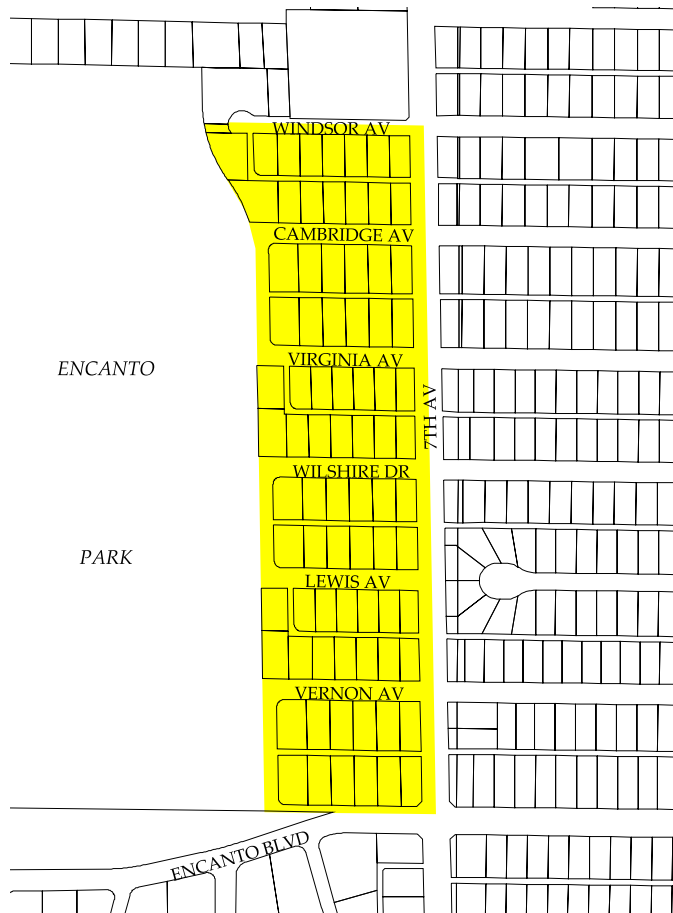 WINDSOR AV
CAMBRIDGE AV
VIRGINIA AV
ENCANTO
7TH AV
WILSHIRE DR
PARK
LEWIS AV
VERNON AV
ENCANTO BLVD